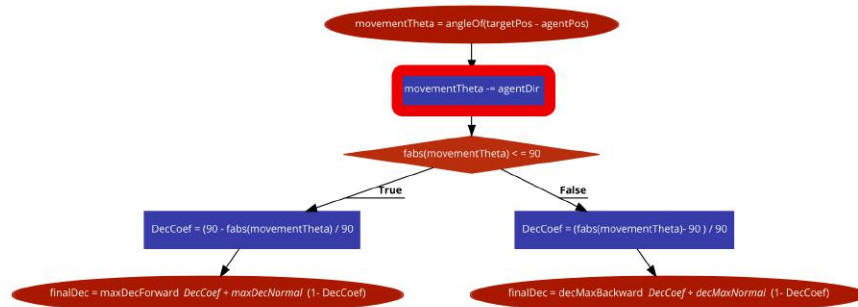 movementTheta = angleOf(targetPos - agentPos)
movementTheta -= agentDir
fabs(movementTheta) < = 90
True
False
DecCoef = (90 - fabs(movementTheta) / 90
DecCoef = (fabs(movementTheta)- 90 ) / 90
finalDec = maxDecForward DecCoef + maxDecNormal (1- DecCoef)
finalDec = decMaxBackward DecCoef + decMaxNormal (1- DecCoef)